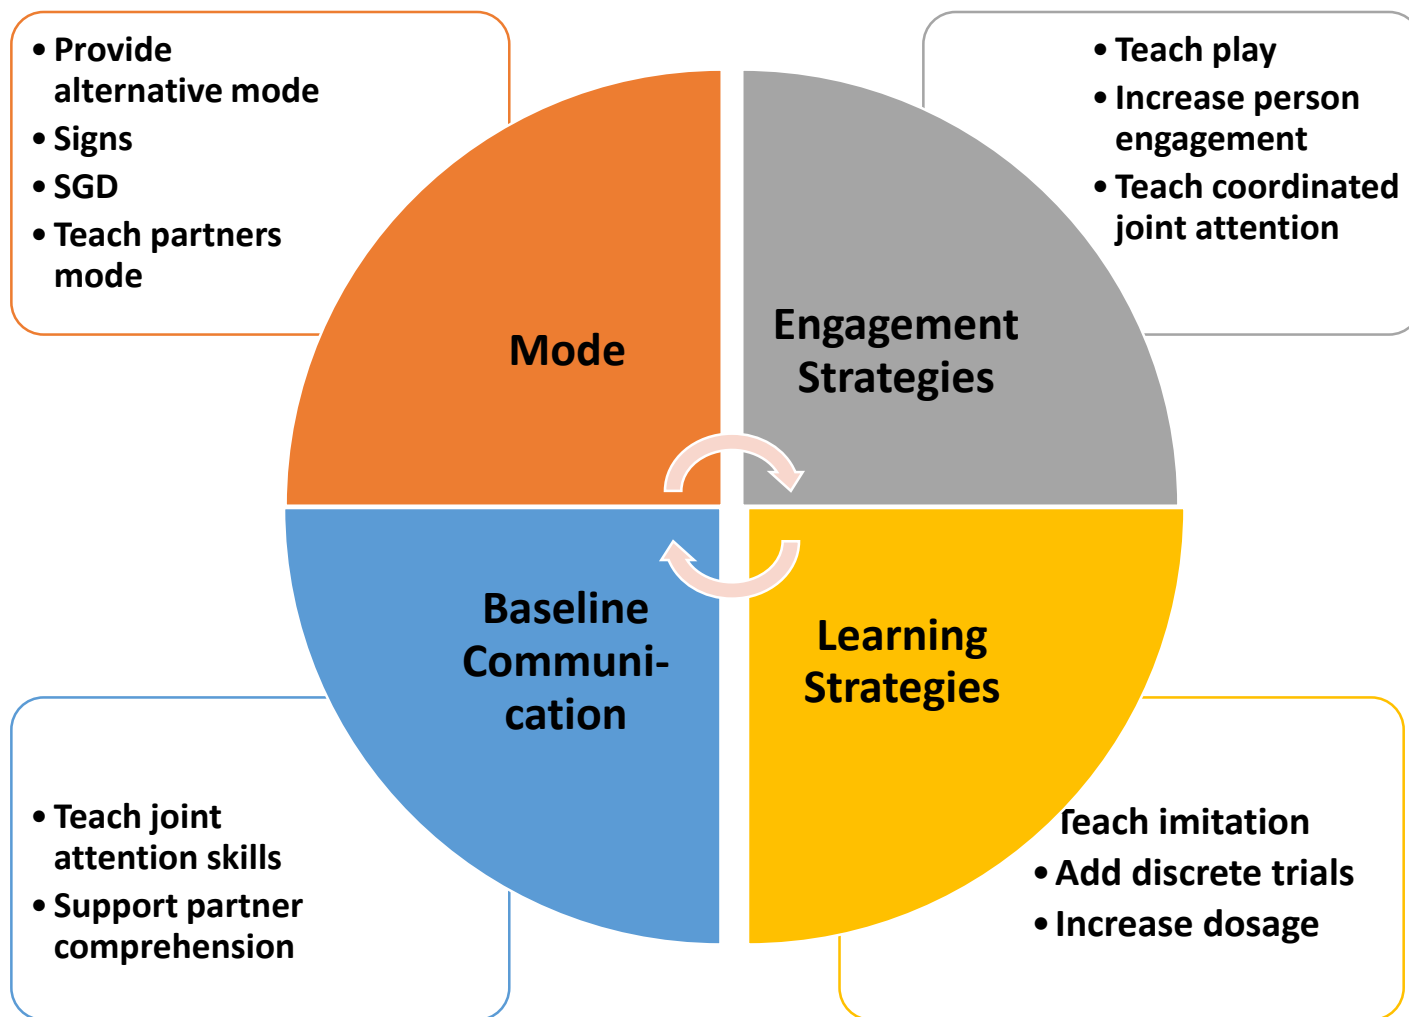 • Provide
alternative mode
• Signs
• SGD
• Teach partners
mode
• Teach play
• Increase person
engagement
• Teach coordinated
joint attention
Mode
Engagement
Strategies
Baseline
Communi-
cation
Learning
Strategies
• Teach joint
attention skills
• Support partner
comprehension
Teach imitation
• Add discrete trials
• Increase dosage